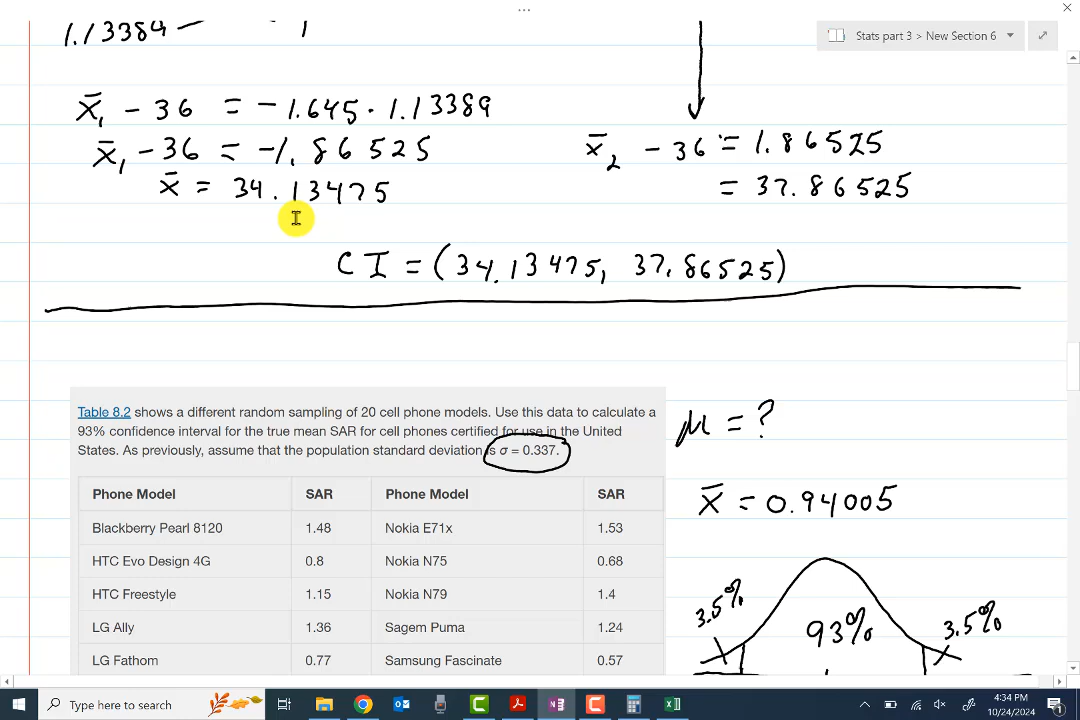 Stats part 3 > New Section 6
1.13384
x̄₁ - 36 = -1.645 · 1.13389
x̄₁ - 36 = -1.86525
x̄ = 34.13475
x̄₂ - 36 = 1.86525
= 37.86525
CI = (34.13475, 37.86525)
Table 8.2 shows a different random sampling of 20 cell phone models. Use this data to calculate a
93% confidence interval for the true mean SAR for cell phones certified for use in the United
States. As previously, assume that the population standard deviation is σ = 0.337.
Phone Model SAR Phone Model SAR
Blackberry Pearl 8120 1.48 Nokia E71x 1.53
HTC Evo Design 4G 0.8 Nokia N75 0.68
HTC Freestyle 1.15 Nokia N79 1.4
LG Ally 1.36 Sagem Puma 1.24
LG Fathom 0.77 Samsung Fascinate 0.57
μ = ?
x̄ = 0.94005
3.5%
93%
3.5%
Type here to search
4:34 PM
10/24/2024